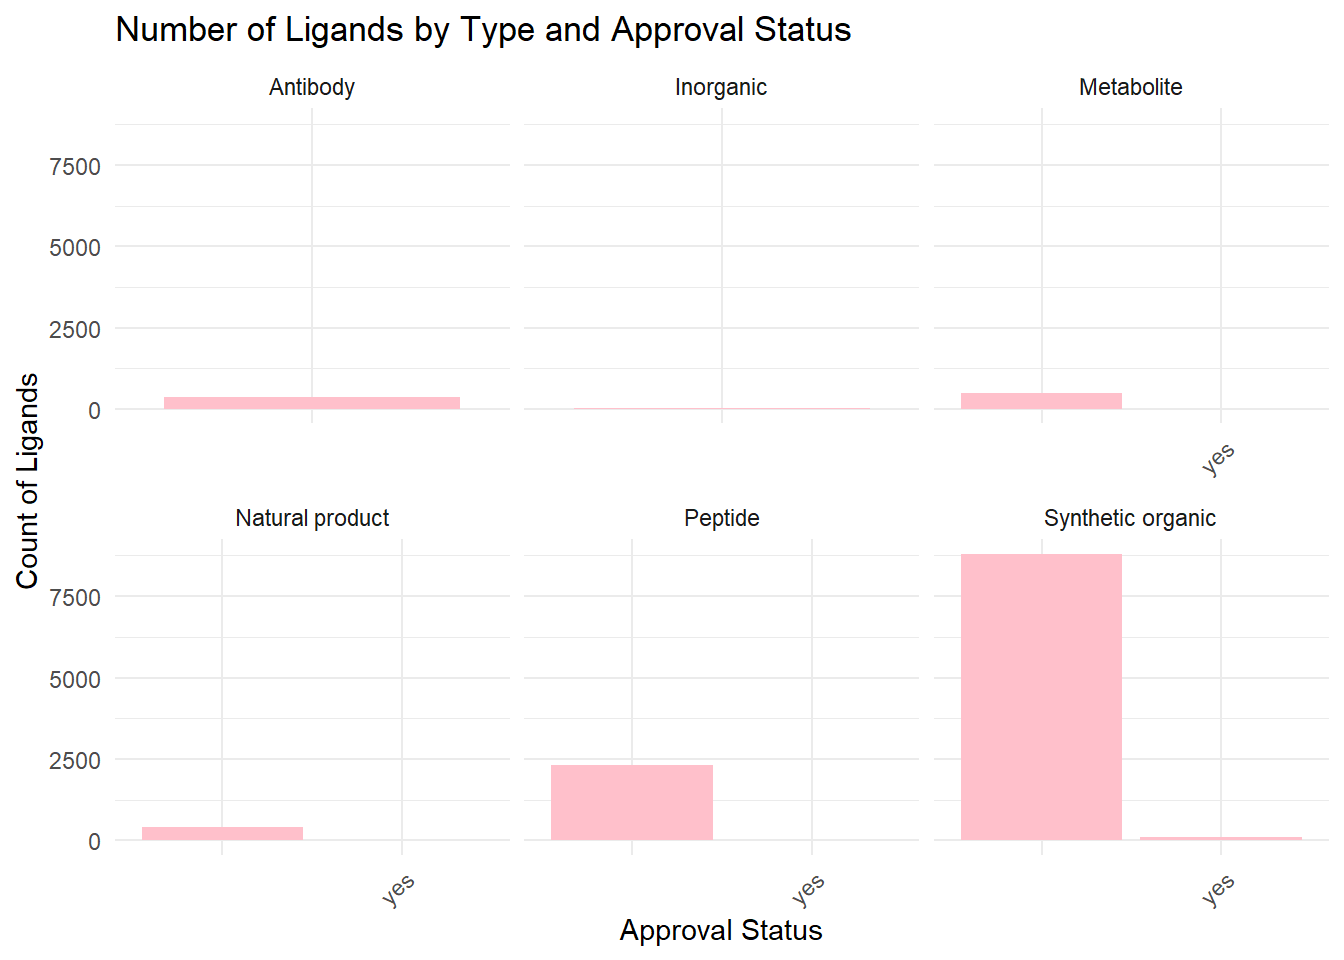 Number of Ligands by Type and Approval Status
Antibody
Inorganic
Metabolite
7500
5000
2500
0
yes
Count of Ligands
Natural product
Peptide
Synthetic organic
7500
5000
2500
0
yes
yes
yes
Approval Status